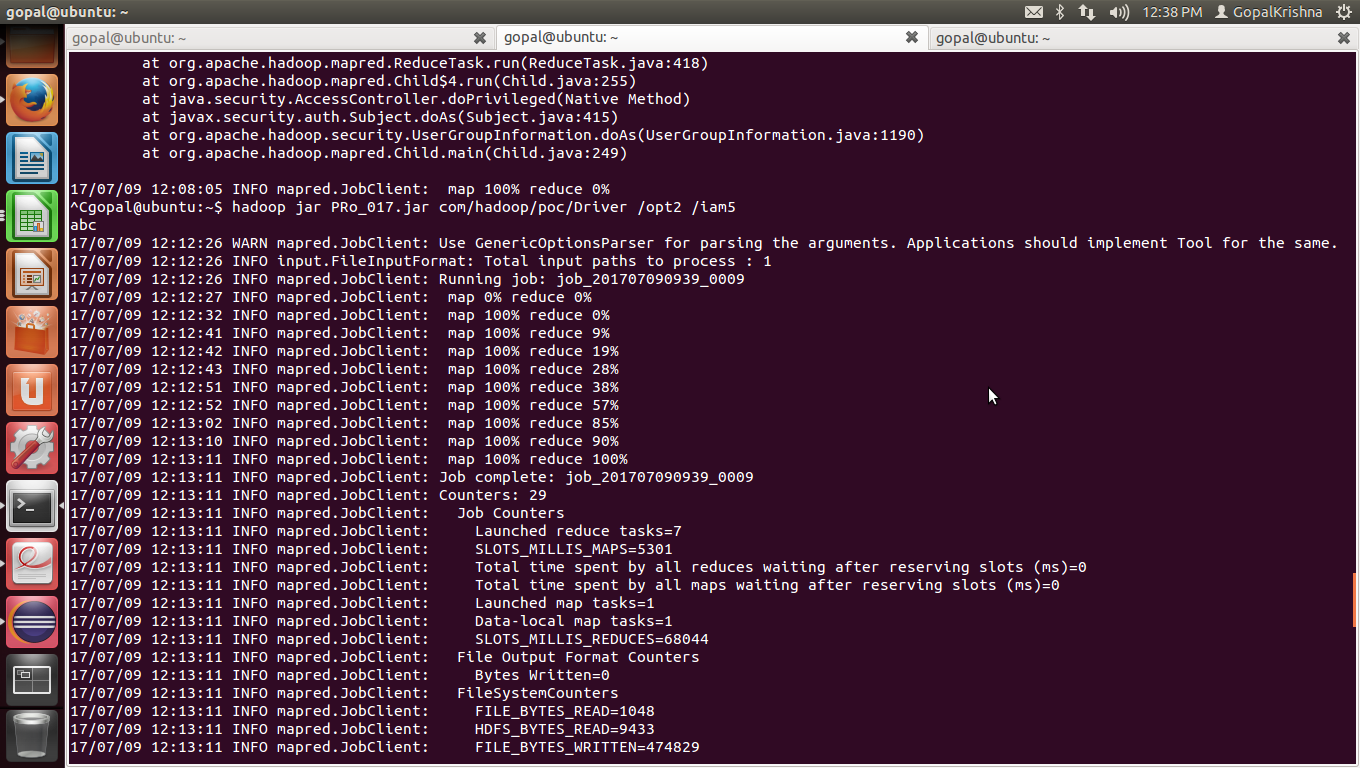 gopal@ubuntu: ~
12:38 PM
GopalKrishna
gopal@ubuntu: ~
gopal@ubuntu: ~
gopal@ubuntu: ~
at org.apache.hadoop.mapred.ReduceTask.run(ReduceTask.java:418)
at org.apache.hadoop.mapred.Child$4.run(Child.java:255)
at java.security.AccessController.doPrivileged(Native Method)
at javax.security.auth.Subject.doAs(Subject.java:415)
at org.apache.hadoop.security.UserGroupInformation.doAs(UserGroupInformation.java:1190)
at org.apache.hadoop.mapred.Child.main(Child.java:249)
17/07/09 12:08:05 INFO mapred.JobClient:  map 100% reduce 0%
^Cgopal@ubuntu:~$ hadoop jar PRo_017.jar com/hadoop/poc/Driver /opt2 /iam5
abc
17/07/09 12:12:26 WARN mapred.JobClient: Use GenericOptionsParser for parsing the arguments. Applications should implement Tool for the same.
17/07/09 12:12:26 INFO input.FileInputFormat: Total input paths to process : 1
17/07/09 12:12:26 INFO mapred.JobClient: Running job: job_201707090939_0009
17/07/09 12:12:27 INFO mapred.JobClient:  map 0% reduce 0%
17/07/09 12:12:32 INFO mapred.JobClient:  map 100% reduce 0%
17/07/09 12:12:41 INFO mapred.JobClient:  map 100% reduce 9%
17/07/09 12:12:42 INFO mapred.JobClient:  map 100% reduce 19%
17/07/09 12:12:43 INFO mapred.JobClient:  map 100% reduce 28%
17/07/09 12:12:51 INFO mapred.JobClient:  map 100% reduce 38%
17/07/09 12:12:52 INFO mapred.JobClient:  map 100% reduce 57%
17/07/09 12:13:02 INFO mapred.JobClient:  map 100% reduce 85%
17/07/09 12:13:10 INFO mapred.JobClient:  map 100% reduce 90%
17/07/09 12:13:11 INFO mapred.JobClient:  map 100% reduce 100%
17/07/09 12:13:11 INFO mapred.JobClient: Job complete: job_201707090939_0009
17/07/09 12:13:11 INFO mapred.JobClient: Counters: 29
17/07/09 12:13:11 INFO mapred.JobClient:   Job Counters
17/07/09 12:13:11 INFO mapred.JobClient:     Launched reduce tasks=7
17/07/09 12:13:11 INFO mapred.JobClient:     SLOTS_MILLIS_MAPS=5301
17/07/09 12:13:11 INFO mapred.JobClient:     Total time spent by all reduces waiting after reserving slots (ms)=0
17/07/09 12:13:11 INFO mapred.JobClient:     Total time spent by all maps waiting after reserving slots (ms)=0
17/07/09 12:13:11 INFO mapred.JobClient:     Launched map tasks=1
17/07/09 12:13:11 INFO mapred.JobClient:     Data-local map tasks=1
17/07/09 12:13:11 INFO mapred.JobClient:     SLOTS_MILLIS_REDUCES=68044
17/07/09 12:13:11 INFO mapred.JobClient:   File Output Format Counters
17/07/09 12:13:11 INFO mapred.JobClient:     Bytes Written=0
17/07/09 12:13:11 INFO mapred.JobClient:   FileSystemCounters
17/07/09 12:13:11 INFO mapred.JobClient:     FILE_BYTES_READ=1048
17/07/09 12:13:11 INFO mapred.JobClient:     HDFS_BYTES_READ=9433
17/07/09 12:13:11 INFO mapred.JobClient:     FILE_BYTES_WRITTEN=474829